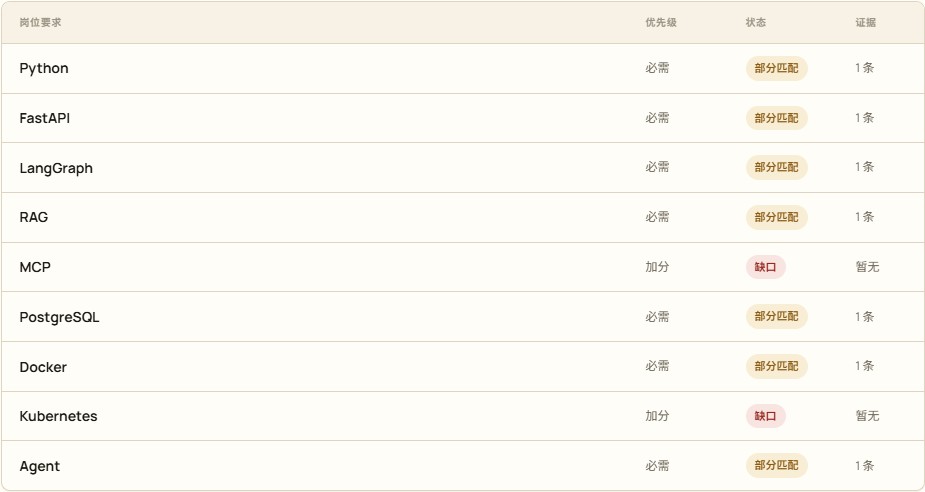 岗位要求 优先级 状态 证据
Python 必需 部分匹配 1 条
FastAPI 必需 部分匹配 1 条
LangGraph 必需 部分匹配 1 条
RAG 必需 部分匹配 1 条
MCP 加分 缺口 暂无
PostgreSQL 必需 部分匹配 1 条
Docker 必需 部分匹配 1 条
Kubernetes 加分 缺口 暂无
Agent 必需 部分匹配 1 条